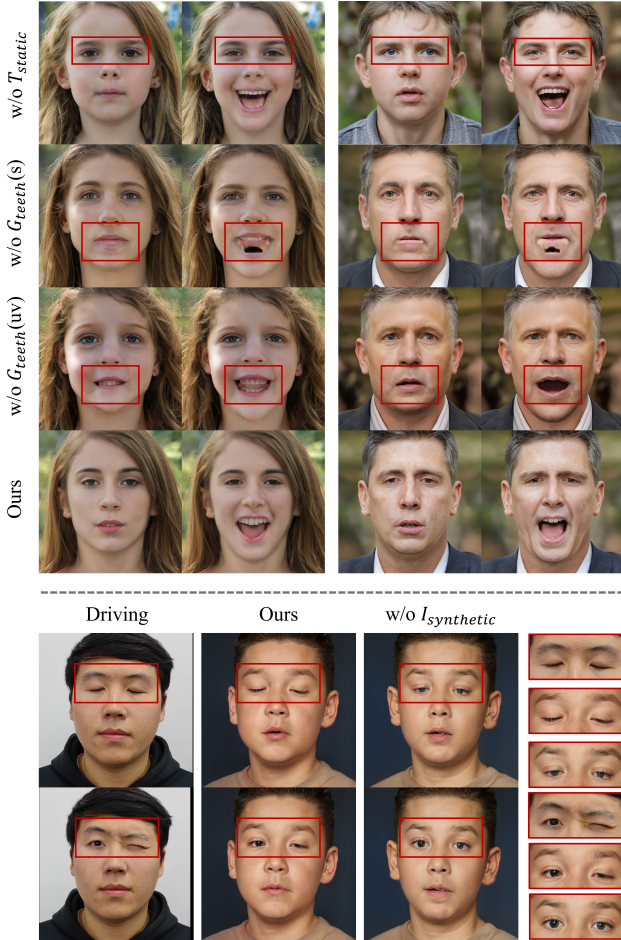 w/o T_static
w/o G_teeth(s)
w/o G_teeth(uv)
Ours
Driving
Ours
w/o I_synthetic